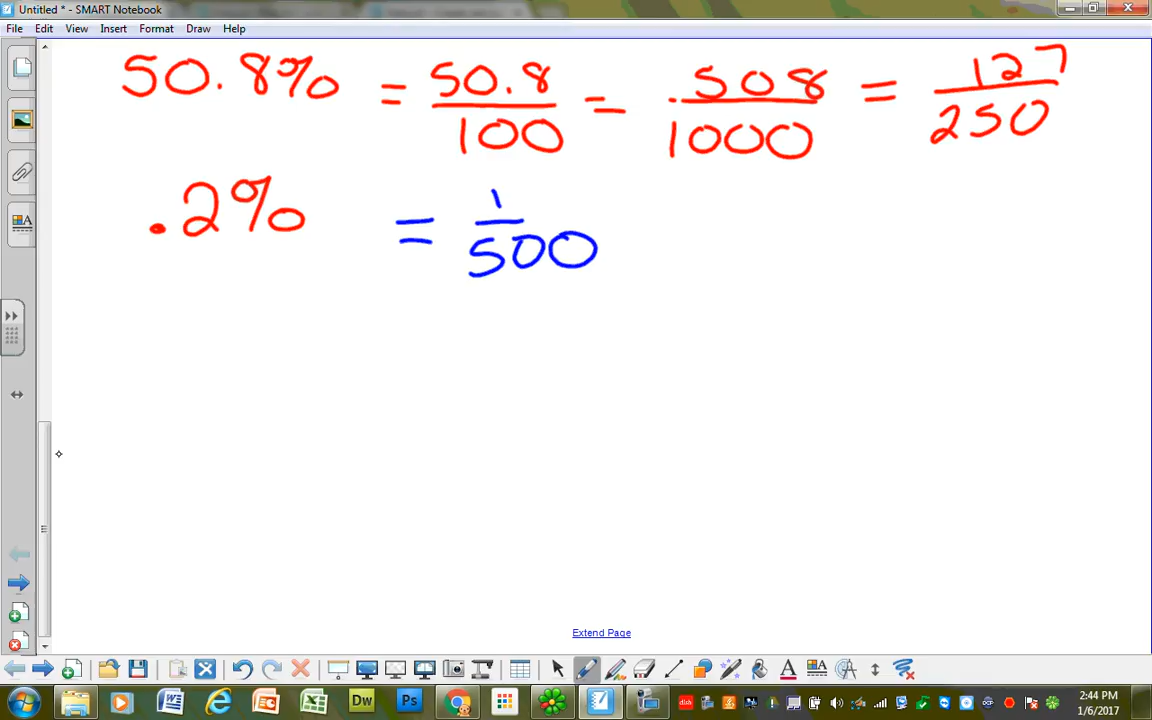 Untitled * - SMART Notebook
File Edit View Insert Format Draw Help
50.8% = 50.8/100 = .508/1000 = 127/250
.2% = 1/500
Extend Page
2:44 PM
1/6/2017